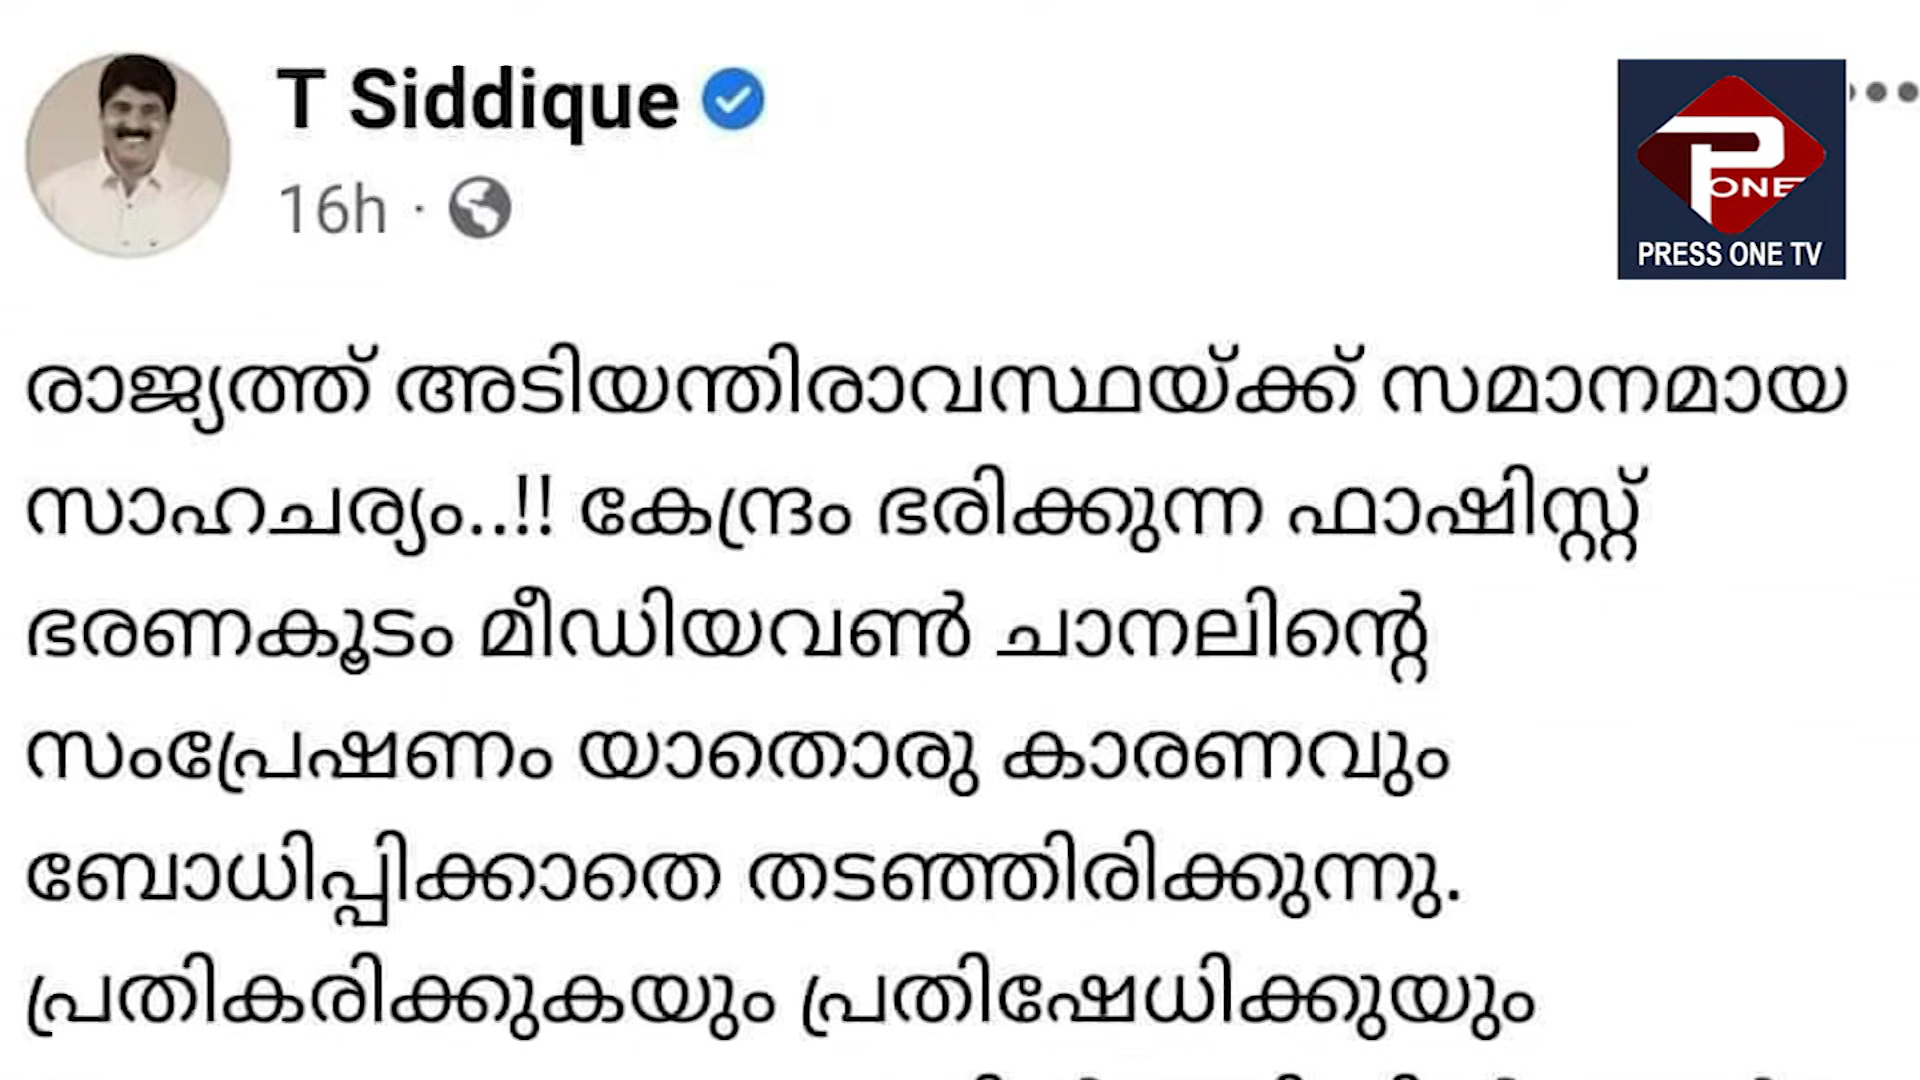 T Siddique
16h ·
P
ONE
PRESS ONE TV
രാജ്യത്ത് അടിയന്തിരാവസ്ഥയ്ക്ക് സമാനമായ
സാഹചര്യം..!! കേന്ദ്രം ഭരിക്കുന്ന ഫാഷിസ്റ്റ്
ഭരണകൂടം മീഡിയവൺ ചാനലിന്റെ
സംപ്രേഷണം യാതൊരു കാരണവും
ബോധിപ്പിക്കാതെ തടഞ്ഞിരിക്കുന്നു.
പ്രതികരിക്കുകയും പ്രതിഷേധിക്കുയും